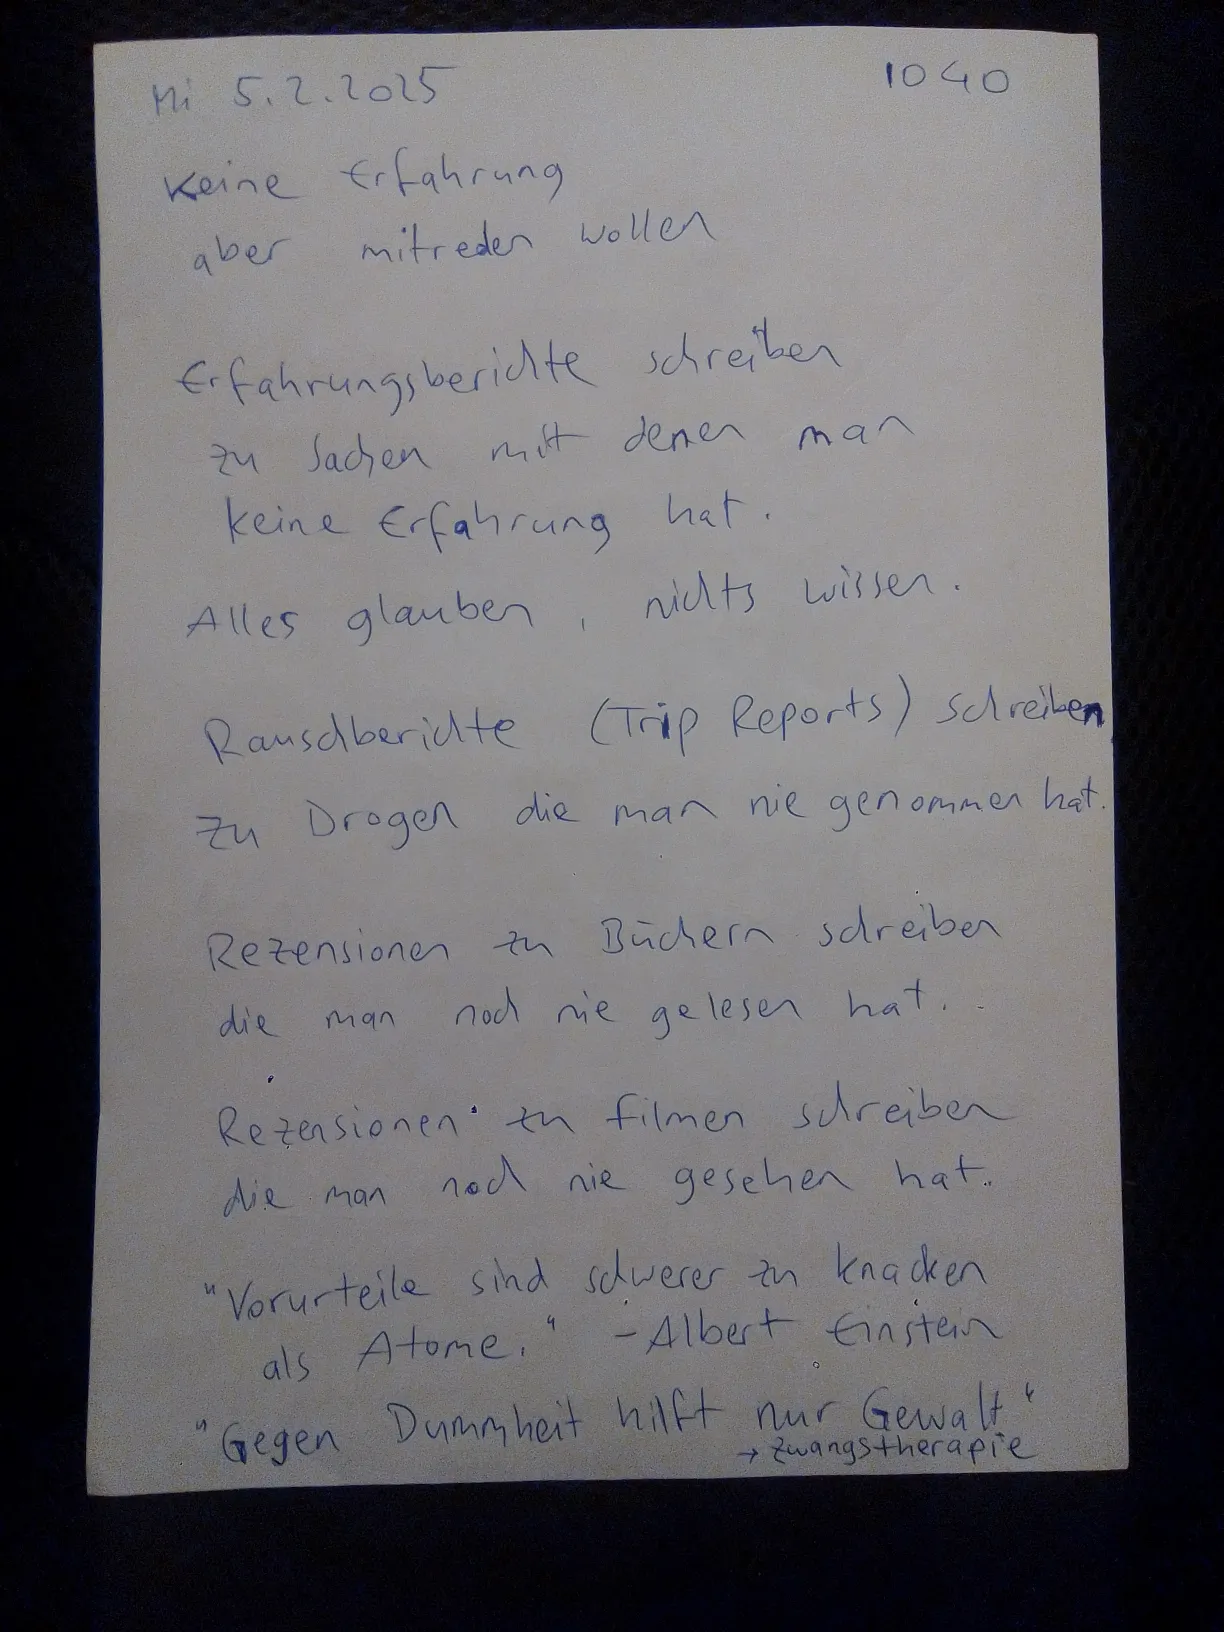 Mi 5.2.2025 1040
Keine Erfahrung
aber mitreden wollen
Erfahrungsberichte schreiben
zu Sachen mit denen man
keine Erfahrung hat.
Alles glauben, nichts wissen.
Rauschberichte (Trip Reports) schreiben
zu Drogen die man nie genommen hat.
Rezensionen zu Büchern schreiben
die man noch nie gelesen hat.
Rezensionen zu Filmen schreiben
die man noch nie gesehen hat.
"Vorurteile sind schwerer zu knacken
als Atome." - Albert Einstein
"Gegen Dummheit hilft nur Gewalt"
→ Zwangstherapie